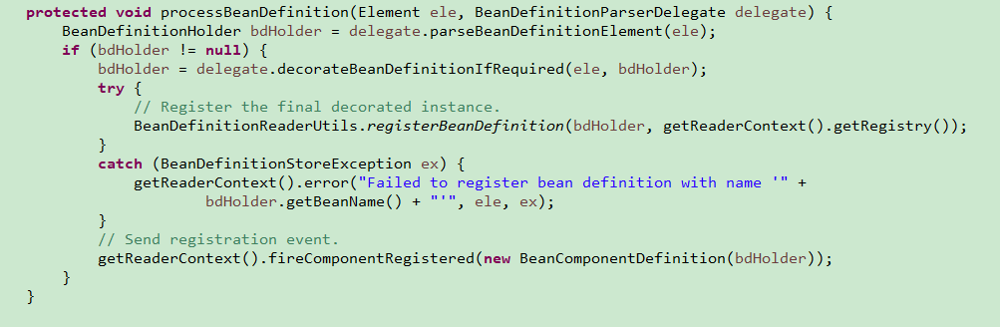 protected void processBeanDefinition(Element ele, BeanDefinitionParserDelegate delegate) {
    BeanDefinitionHolder bdHolder = delegate.parseBeanDefinitionElement(ele);
    if (bdHolder != null) {
        bdHolder = delegate.decorateBeanDefinitionIfRequired(ele, bdHolder);
        try {
            // Register the final decorated instance.
            BeanDefinitionReaderUtils.registerBeanDefinition(bdHolder, getReaderContext().getRegistry());
        }
        catch (BeanDefinitionStoreException ex) {
            getReaderContext().error("Failed to register bean definition with name '" +
                    bdHolder.getBeanName() + "'", ele, ex);
        }
        // Send registration event.
        getReaderContext().fireComponentRegistered(new BeanComponentDefinition(bdHolder));
    }
}